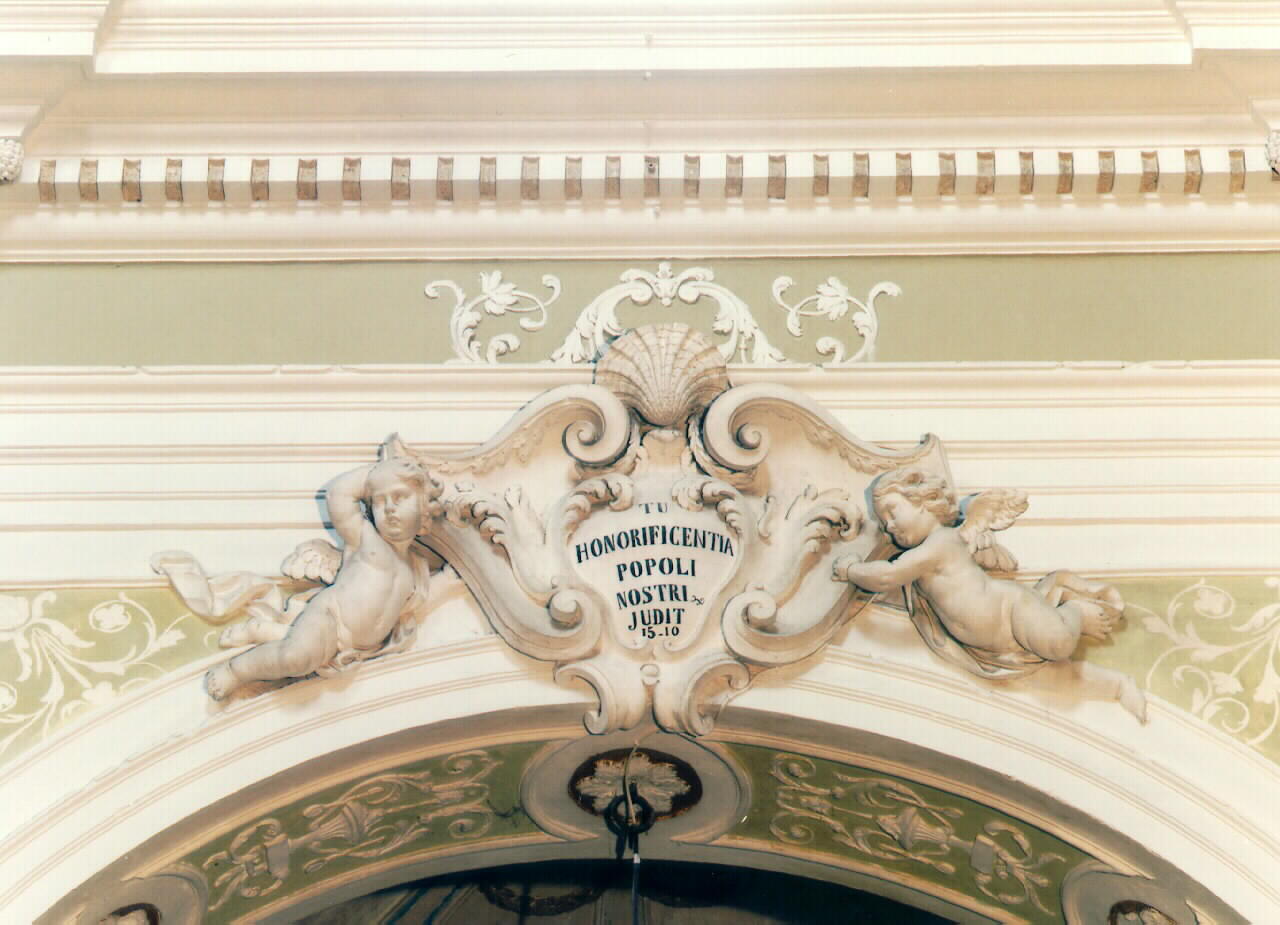 TU
HONORIFICENTIA
POPOLI
NOSTRI
JUDIT
15-10